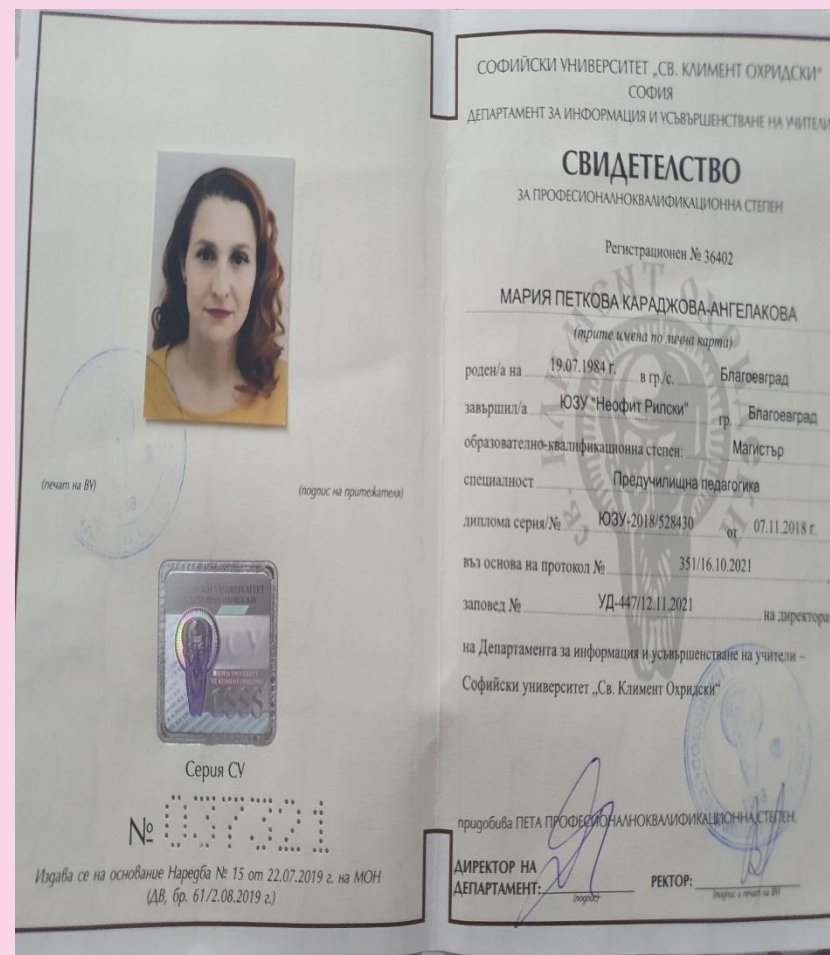 (печат на ВУ)
(подпис на притежателя)
Серия СУ
№ 037321
Издава се на основание Наредба № 15 от 22.07.2019 г. на МОН
(ДВ, бр. 61/2.08.2019 г.)
СОФИЙСКИ УНИВЕРСИТЕТ „СВ. КЛИМЕНТ ОХРИДСКИ“
СОФИЯ
ДЕПАРТАМЕНТ ЗА ИНФОРМАЦИЯ И УСЪВЪРШЕНСТВАНЕ НА УЧИТЕЛИ
СВИДЕТЕЛСТВО
ЗА ПРОФЕСИОНАЛНОКВАЛИФИКАЦИОННА СТЕПЕН
Регистрационен № 36402
МАРИЯ ПЕТКОВА КАРАДЖОВА-АНГЕЛАКОВА
(трите имена по лична карта)
роден/а на 19.07.1984 г. в гр./с. Благоевград
завършил/а ЮЗУ "Неофит Рилски" гр. Благоевград
образователно-квалификационна степен: Магистър
специалност Предучилищна педагогика
диплома серия/№ ЮЗУ-2018/528430 от 07.11.2018 г.
въз основа на протокол № 351/16.10.2021
заповед № УД-447/12.11.2021 на директора
на Департамента за информация и усъвършенстване на учители –
Софийски университет „Св. Климент Охридски“
придобива ПЕТА ПРОФЕСИОНАЛНОКВАЛИФИКАЦИОННА СТЕПЕН.
ДИРЕКТОР НА
ДЕПАРТАМЕНТ: РЕКТОР:
(подпис) (подпис и печат на ВУ)